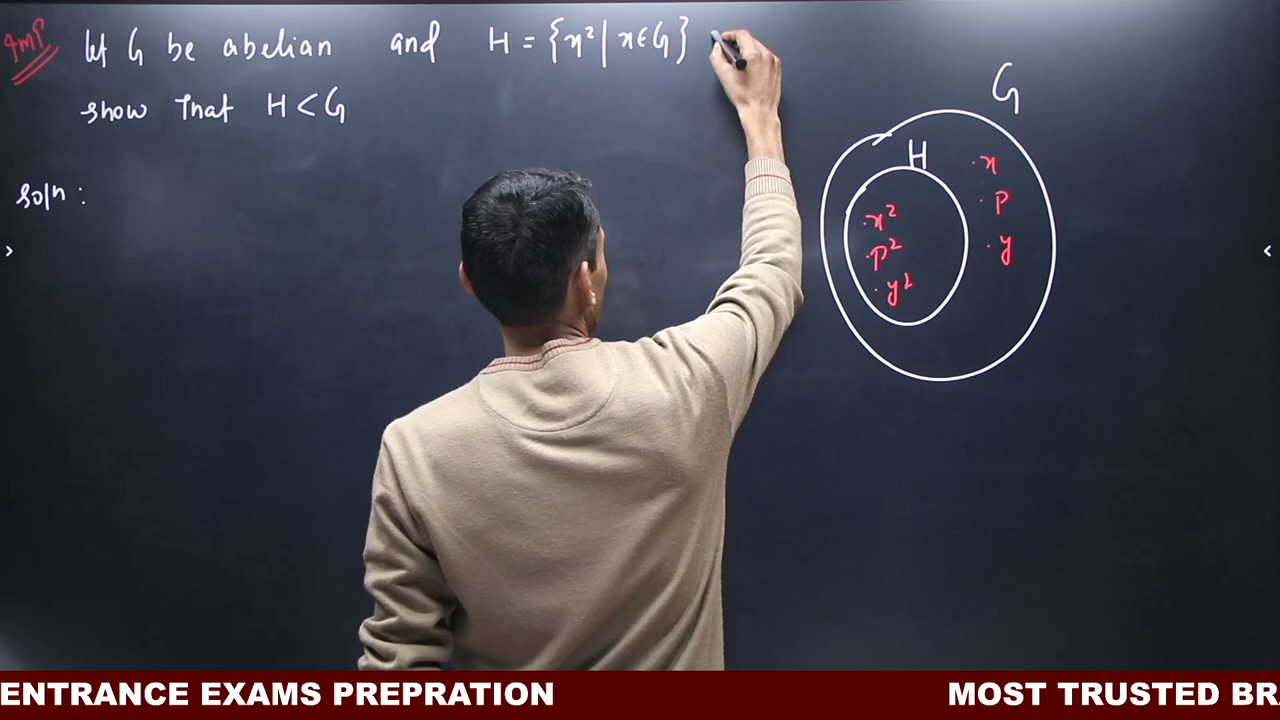 Imp
Let G be abelian and H = {x² | x∈G}
show that H < G
soln :
G
H
x
p
y
x²
p²
y²
ENTRANCE EXAMS PREPRATION MOST TRUSTED BR